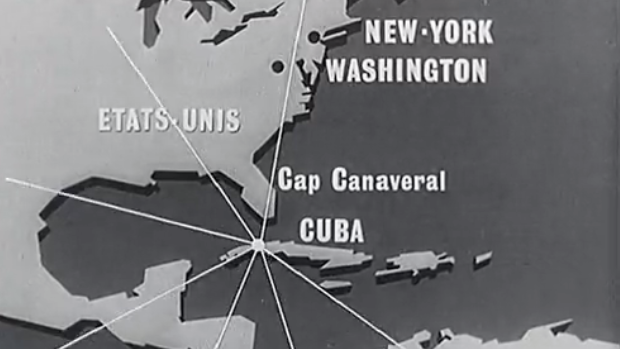 NEW·YORK
WASHINGTON
ETATS·UNIS
Cap Canaveral
CUBA